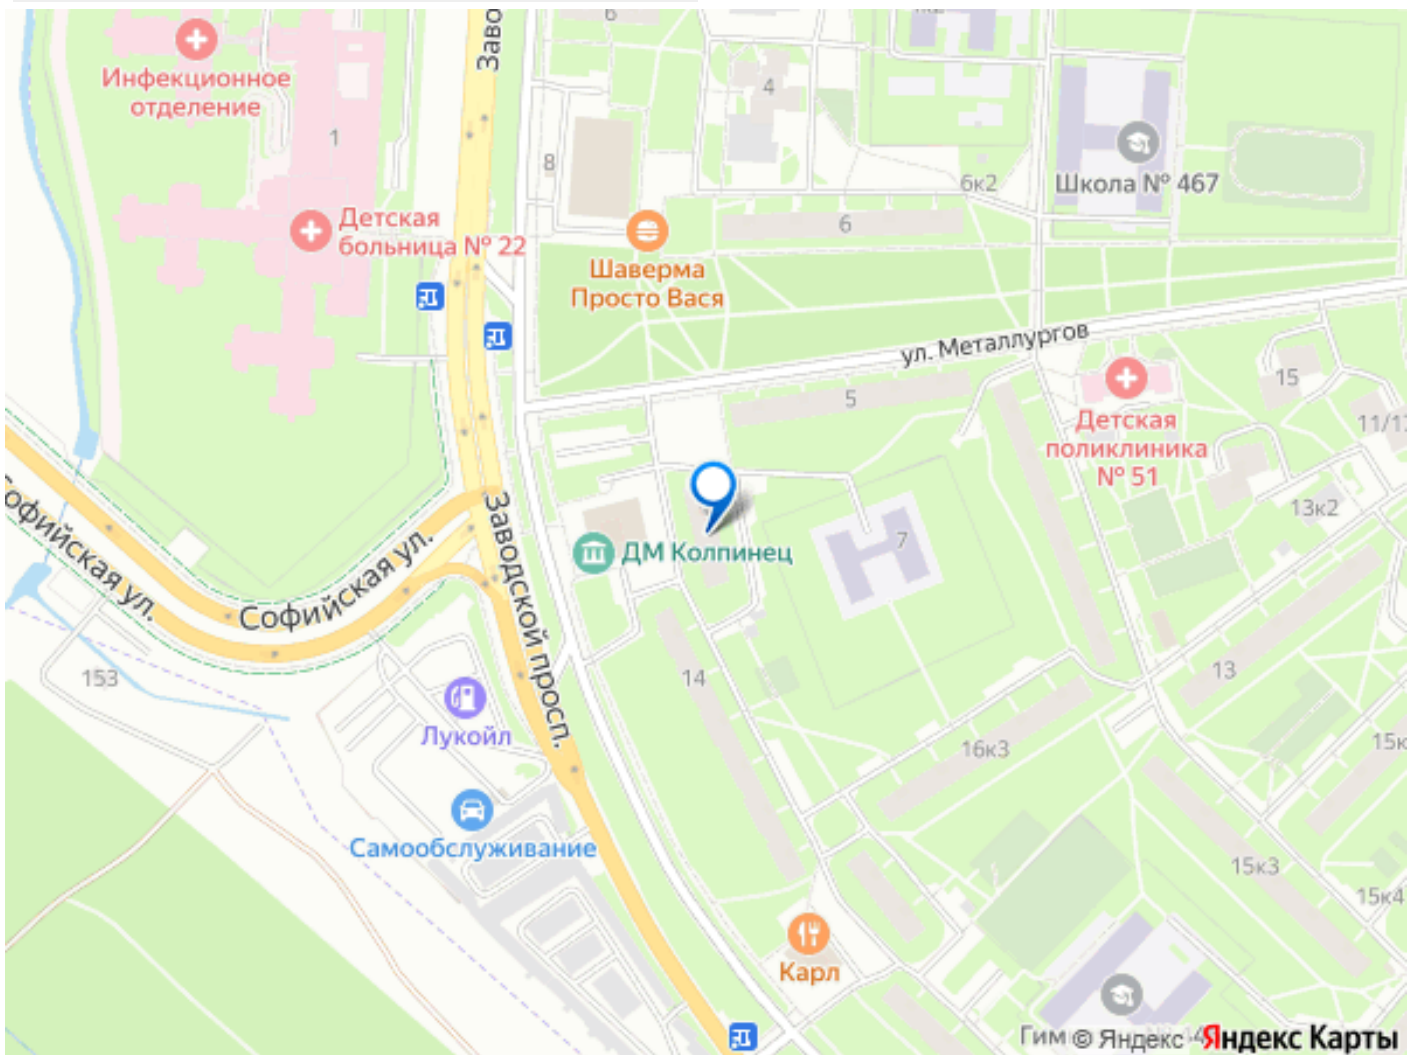 Заво
6
Инфекционное
отделение
1
4
8
6к2
Школа № 467
Детская
больница № 22
6
Шаверма
Просто Вася
ул. Металлургов
15
5
Детская
поликлиника
№ 51
13к2
Софийская ул.
Софийская ул.
Заводской просп.
ДМ Колпинец
7
153
14
13
Лукойл
16к3
Самообслуживание
15к3
15к4
Карл
© Яндекс
Яндекс Карты